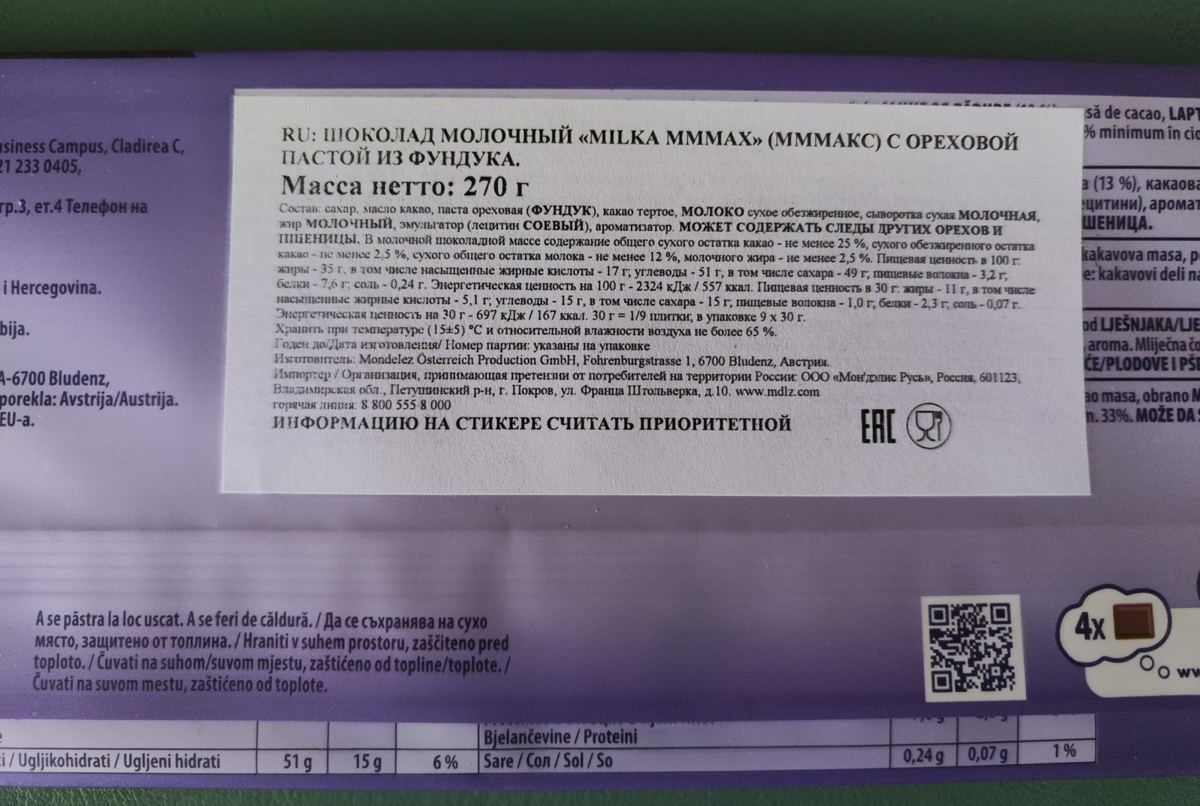 usiness Campus, Cladirea C,
21 233 0405,
гр.3, ет.4 Телефон на
i Hercegovina.
bija.
A-6700 Bludenz,
porekla: Avstrija/Austrija.
EU-a.
RU: ШОКОЛАД МОЛОЧНЫЙ «MILKA MMMAX» (МММАКС) С ОРЕХОВОЙ
ПАСТОЙ ИЗ ФУНДУКА.
Масса нетто: 270 г
Состав: сахар, масло какао, паста ореховая (ФУНДУК), какао тертое, МОЛОКО сухое обезжиренное, сыворотка сухая МОЛОЧНАЯ,
жир МОЛОЧНЫЙ, эмульгатор (лецитин СОЕВЫЙ), ароматизатор. МОЖЕТ СОДЕРЖАТЬ СЛЕДЫ ДРУГИХ ОРЕХОВ И
ПШЕНИЦЫ. В молочной шоколадной массе содержание общего сухого остатка какао - не менее 25 %, сухого обезжиренного остатка
какао - не менее 2,5 %, сухого общего остатка молока - не менее 12 %, молочного жира - не менее 2,5 %. Пищевая ценность в 100 г:
жиры - 35 г, в том числе насыщенные жирные кислоты - 17 г; углеводы - 51 г, в том числе сахара - 49 г, пищевые волокна - 3,2 г,
белки - 7,6 г; соль - 0,24 г. Энергетическая ценность на 100 г - 2324 кДж / 557 ккал. Пищевая ценность в 30 г: жиры - 11 г, в том числе
насыщенные жирные кислоты - 5,1 г; углеводы - 15 г, в том числе сахара - 15 г; пищевые волокна - 1,0 г, белки - 2,3 г; соль - 0,07 г.
Энергетическая ценность на 30 г - 697 кДж / 167 ккал. 30 г = 1/9 плитки, в упаковке 9 x 30 г.
Хранить при температуре (15±5) °С и относительной влажности воздуха не более 65 %.
Годен до/Дата изготовления/ Номер партии: указаны на упаковке
Изготовитель: Mondelez Österreich Production GmbH, Fohrenburgstrasse 1, 6700 Bludenz, Австрия.
Импортер / Организация, принимающая претензии от потребителей на территории России: ООО «Мон'дэлис Русь», Россия, 601123,
Владимирская обл., Петушинский р-н, г. Покров, ул. Франца Штольверка, д.10. www.mdlz.com
горячая линия: 8 800 555 8 000
ИНФОРМАЦИЮ НА СТИКЕРЕ СЧИТАТЬ ПРИОРИТЕТНОЙ
EAC
să de cacao, LAPT
% minimum în cio
a (13 %), какаова
ецитини), аромат
ШЕНИЦА.
kakavova masa, p
e: kakavovi deli na
od LJEŠNJAKA/LJE
aroma. Mliječna čo
ĆE/PLODOVE I PŠI
ao masa, obrano M
n. 33%. MOŽE DA S
A se păstra la loc uscat. A se feri de căldură. / Да се съхранява на сухо
място, защитено от топлина. / Hraniti v suhem prostoru, zaščiteno pred
toploto. / Čuvati na suhom/suvom mjestu, zaštićeno od topline/toplote. /
Čuvati na suvom mestu, zaštićeno od toplote.
4x
ww
Bjelančevine / Proteini
i / Ugljikohidrati / Ugljeni hidrati 51 g 15 g 6 % Sare / Сол / Sol / So 0,24 g 0,07 g 1 %